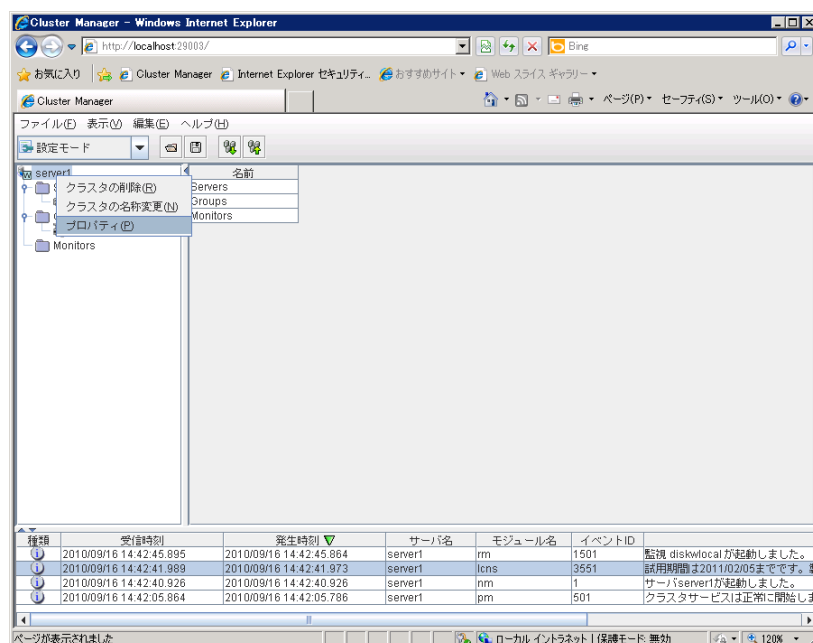 Cluster Manager - Windows Internet Explorer
http://localhost:29003/
Bing
お気に入り Cluster Manager Internet Explorer セキュリティ... おすすめサイト Web スライス ギャラリー
Cluster Manager ページ(P) セーフティ(S) ツール(O)
ファイル(F) 表示(V) 編集(E) ヘルプ(H)
設定モード
server1 名前
クラスタの削除(R) Servers
クラスタの名称変更(N) Groups
プロパティ(P) Monitors
Monitors
種類 受信時刻 発生時刻 サーバ名 モジュール名 イベントID
2010/09/16 14:42:45.895 2010/09/16 14:42:45.864 server1 rm 1501 監視 diskwlocal が起動しました。
2010/09/16 14:42:41.989 2010/09/16 14:42:41.973 server1 lcns 3551 試用期間は2011/02/05までです。
2010/09/16 14:42:40.926 2010/09/16 14:42:40.926 server1 nm 1 サーバserver1が起動しました。
2010/09/16 14:42:05.864 2010/09/16 14:42:05.786 server1 pm 501 クラスタサービスは正常に開始しま
ページが表示されました ローカル イントラネット | 保護モード: 無効 120%